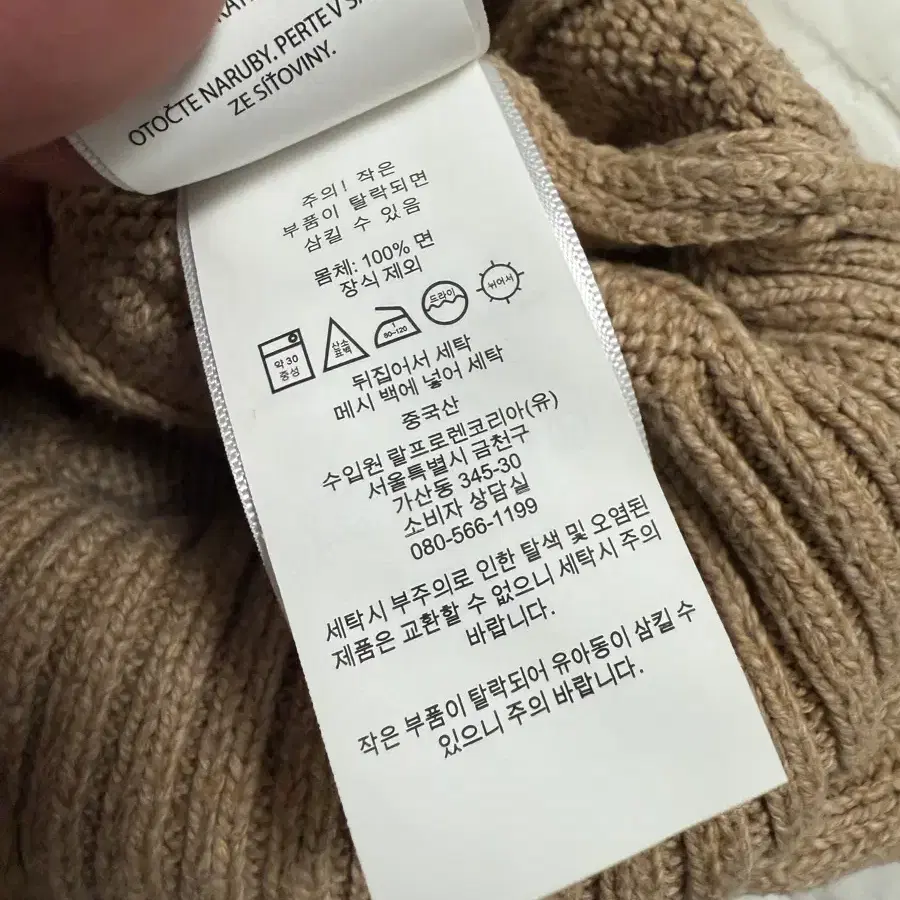 OTOČTE NARUBY. PERTE V
ZE SÍŤOVINY.
주의! 작은
부품이 탈락되면
삼킬 수 있음
몸체: 100% 면
장식 제외
약 30
중성
산소
표백
80~120
드라이
뉘어서
뒤집어서 세탁
메시 백에 넣어 세탁
중국산
수입원 랄프로렌코리아(유)
서울특별시 금천구
가산동 345-30
소비자 상담실
080-566-1199
세탁시 부주의로 인한 탈색 및 오염된
제품은 교환할 수 없으니 세탁시 주의
바랍니다.
작은 부품이 탈락되어 유아동이 삼킬 수
있으니 주의 바랍니다.